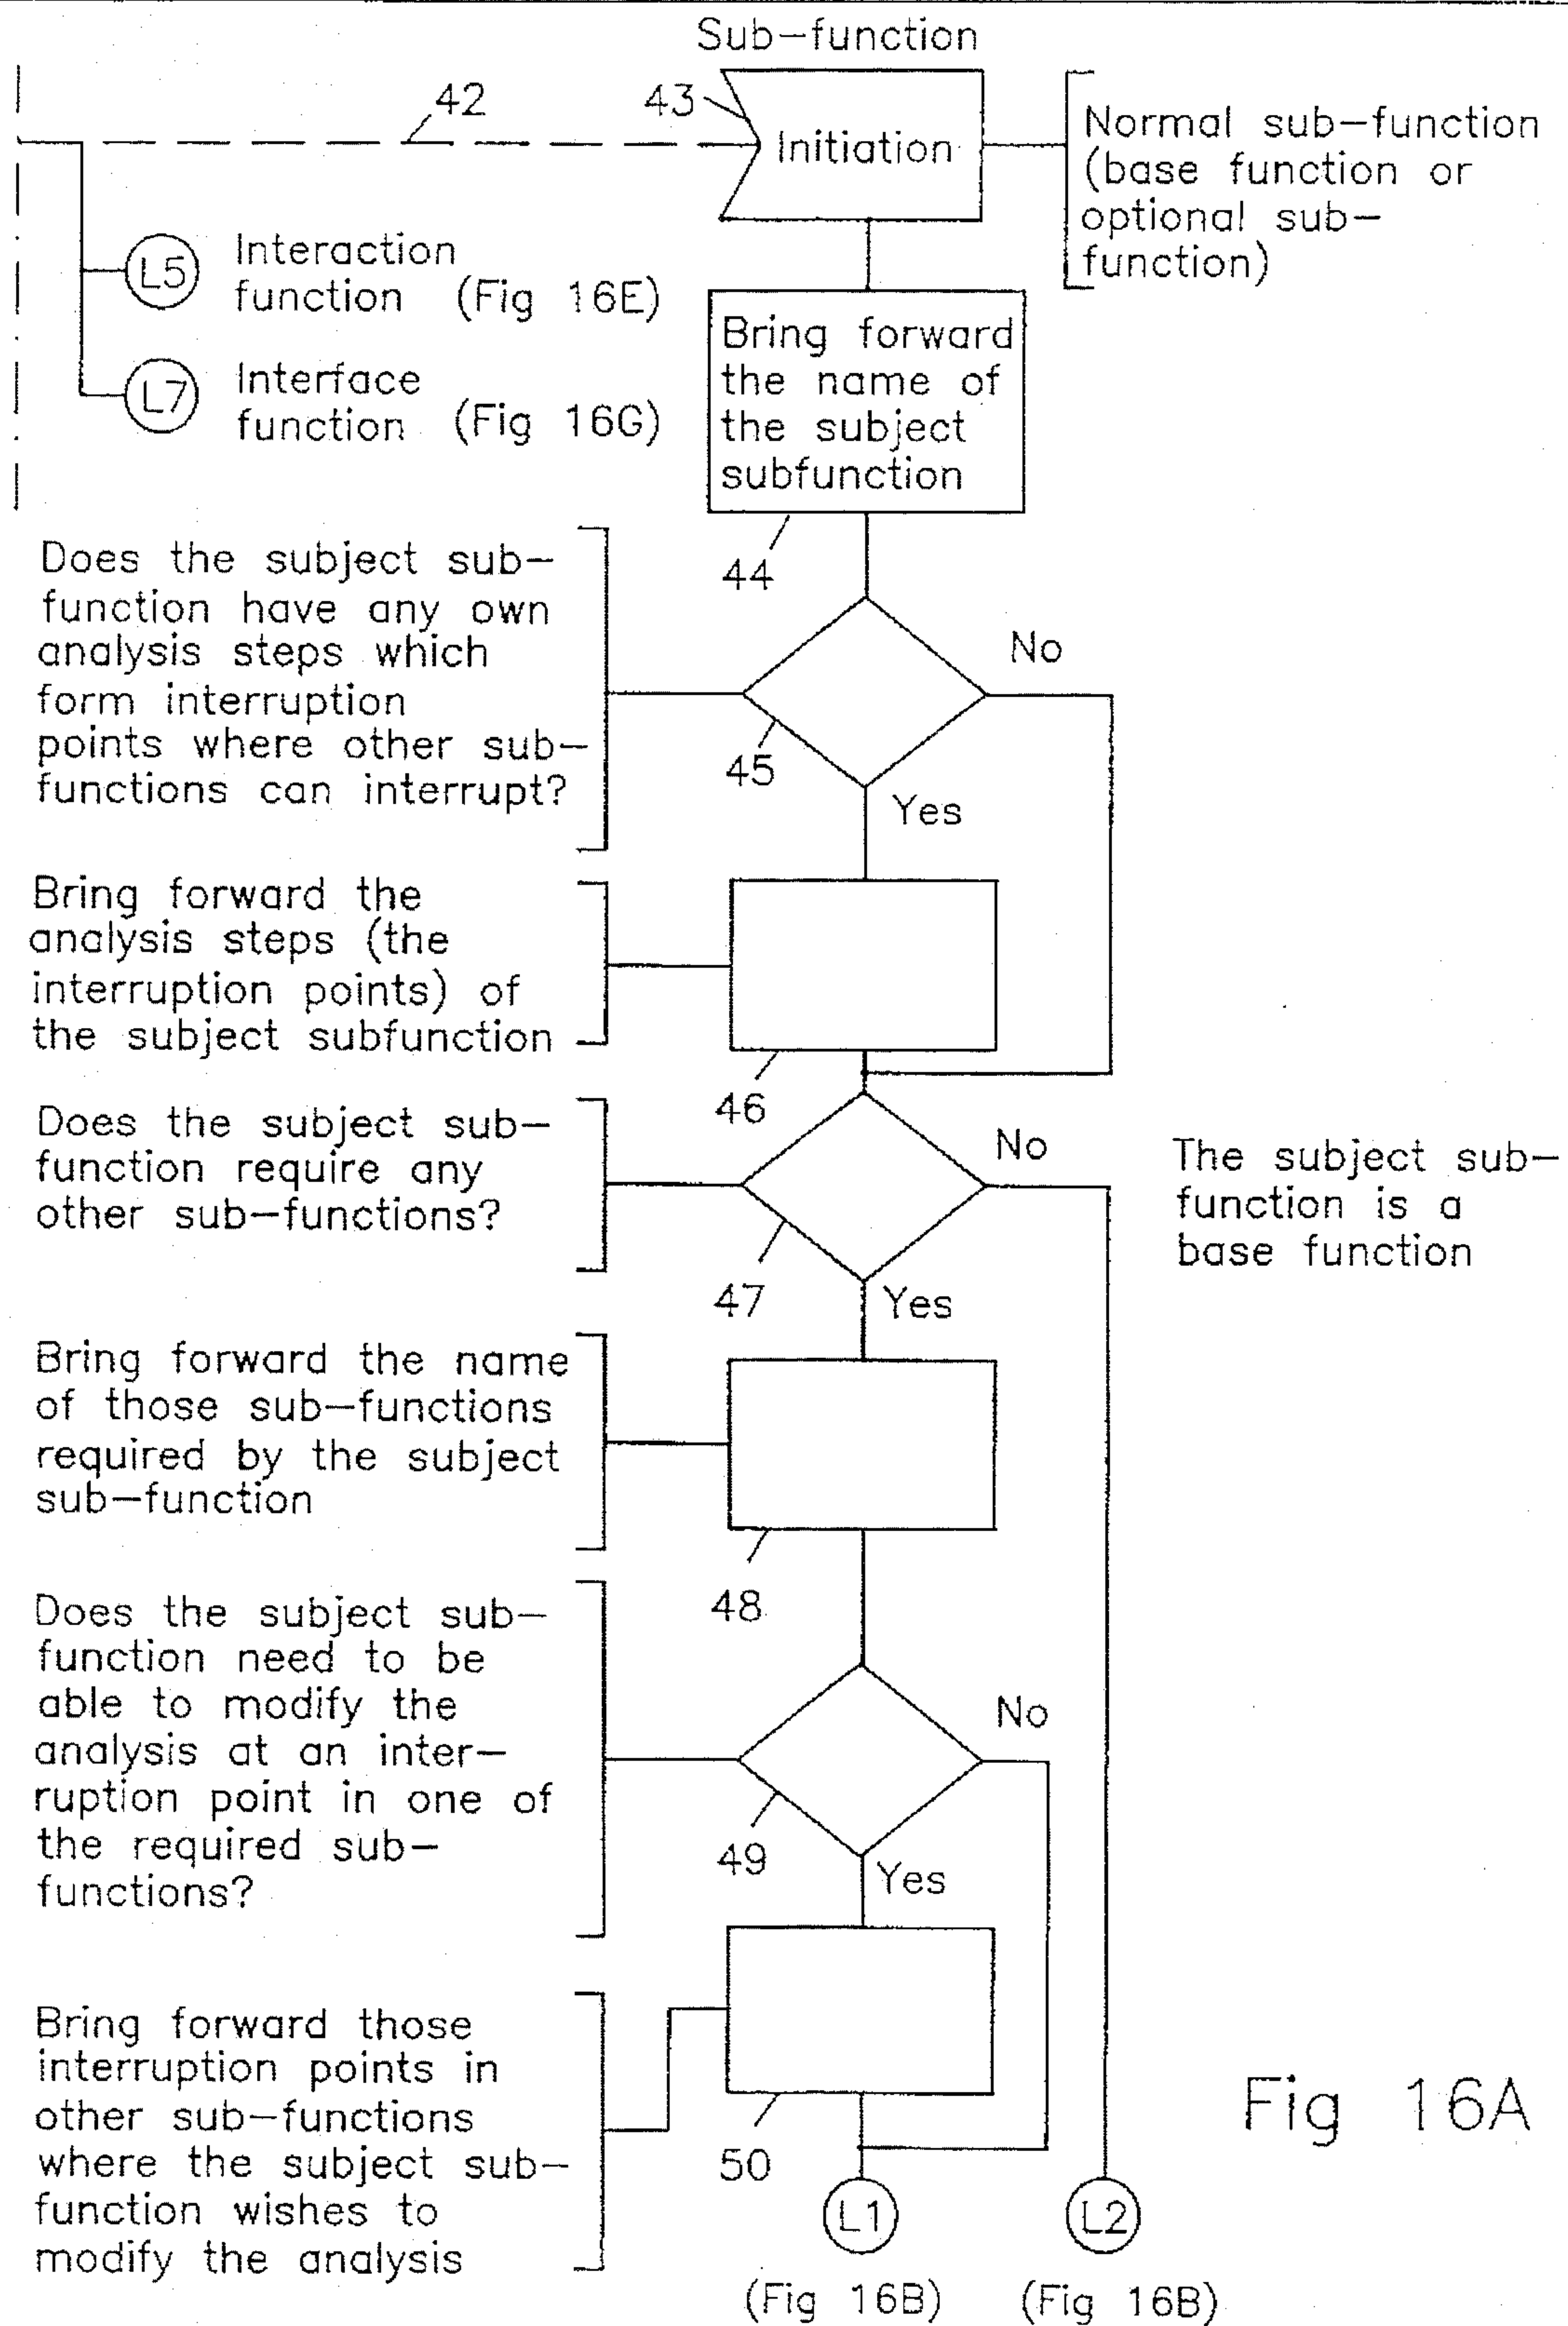 Sub-function
42
43
Initiation
Normal sub-function
(base function or
optional sub-
function)
L5
Interaction
function (Fig 16E)
L7
Interface
function (Fig 16G)
Bring forward
the name of
the subject
subfunction
44
Does the subject sub-
function have any own
analysis steps which
form interruption
points where other sub-
functions can interrupt?
No
45
Yes
Bring forward the
analysis steps (the
interruption points) of
the subject subfunction
46
Does the subject sub-
function require any
other sub-functions?
No
The subject sub-
function is a
base function
47
Yes
Bring forward the name
of those sub-functions
required by the subject
sub-function
48
Does the subject sub-
function need to be
able to modify the
analysis at an inter-
ruption point in one of
the required sub-
functions?
No
49
Yes
Bring forward those
interruption points in
other sub-functions
where the subject sub-
function wishes to
modify the analysis
50
L1
L2
(Fig 16B)
(Fig 16B)
Fig 16A